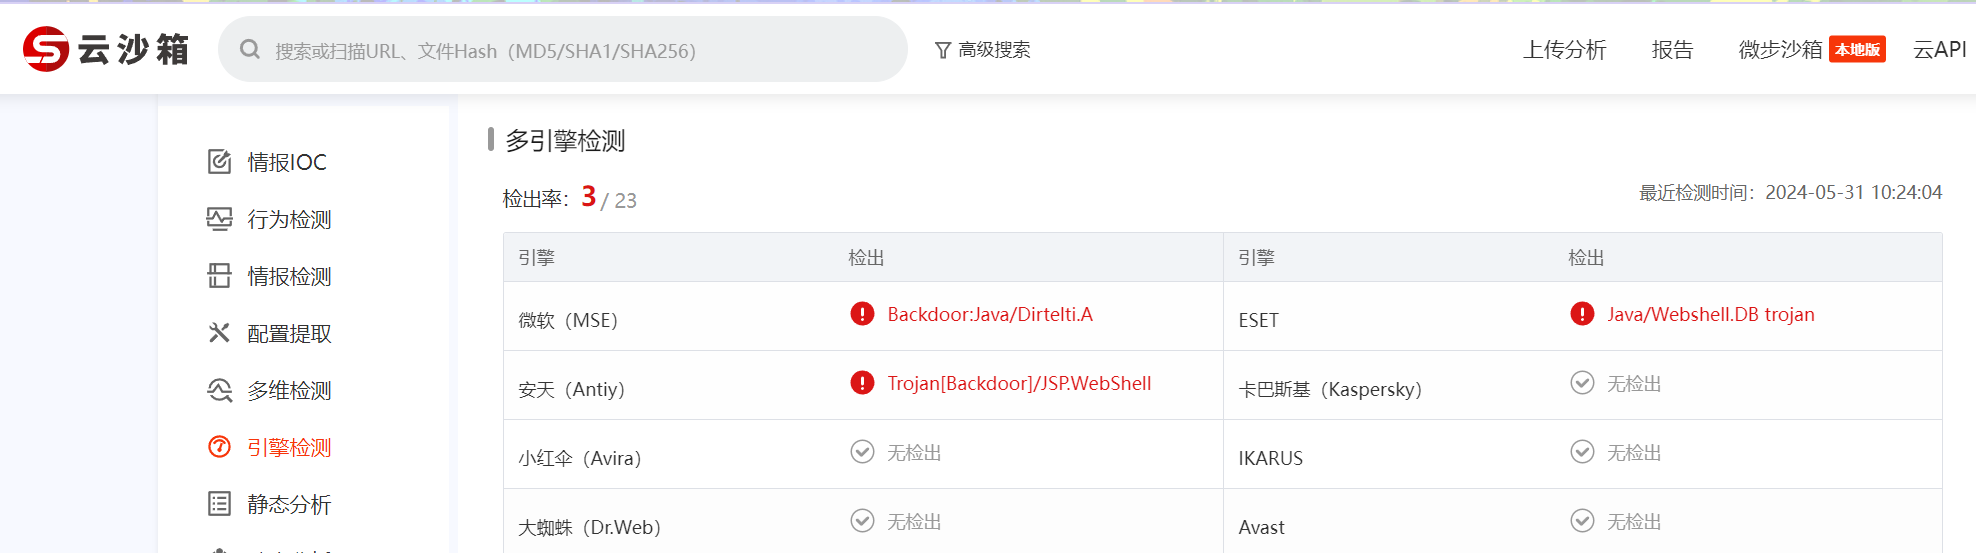 云沙箱
搜索或扫描URL、文件Hash（MD5/SHA1/SHA256）
高级搜索
上传分析
报告
微步沙箱 本地版
云API
情报IOC
行为检测
情报检测
配置提取
多维检测
引擎检测
静态分析
多引擎检测
检出率：3 / 23
最近检测时间：2024-05-31 10:24:04
引擎 检出 引擎 检出
微软（MSE） Backdoor:Java/Dirtelti.A ESET Java/Webshell.DB trojan
安天（Antiy） Trojan[Backdoor]/JSP.WebShell 卡巴斯基（Kaspersky） 无检出
小红伞（Avira） 无检出 IKARUS 无检出
大蜘蛛（Dr.Web） 无检出 Avast 无检出